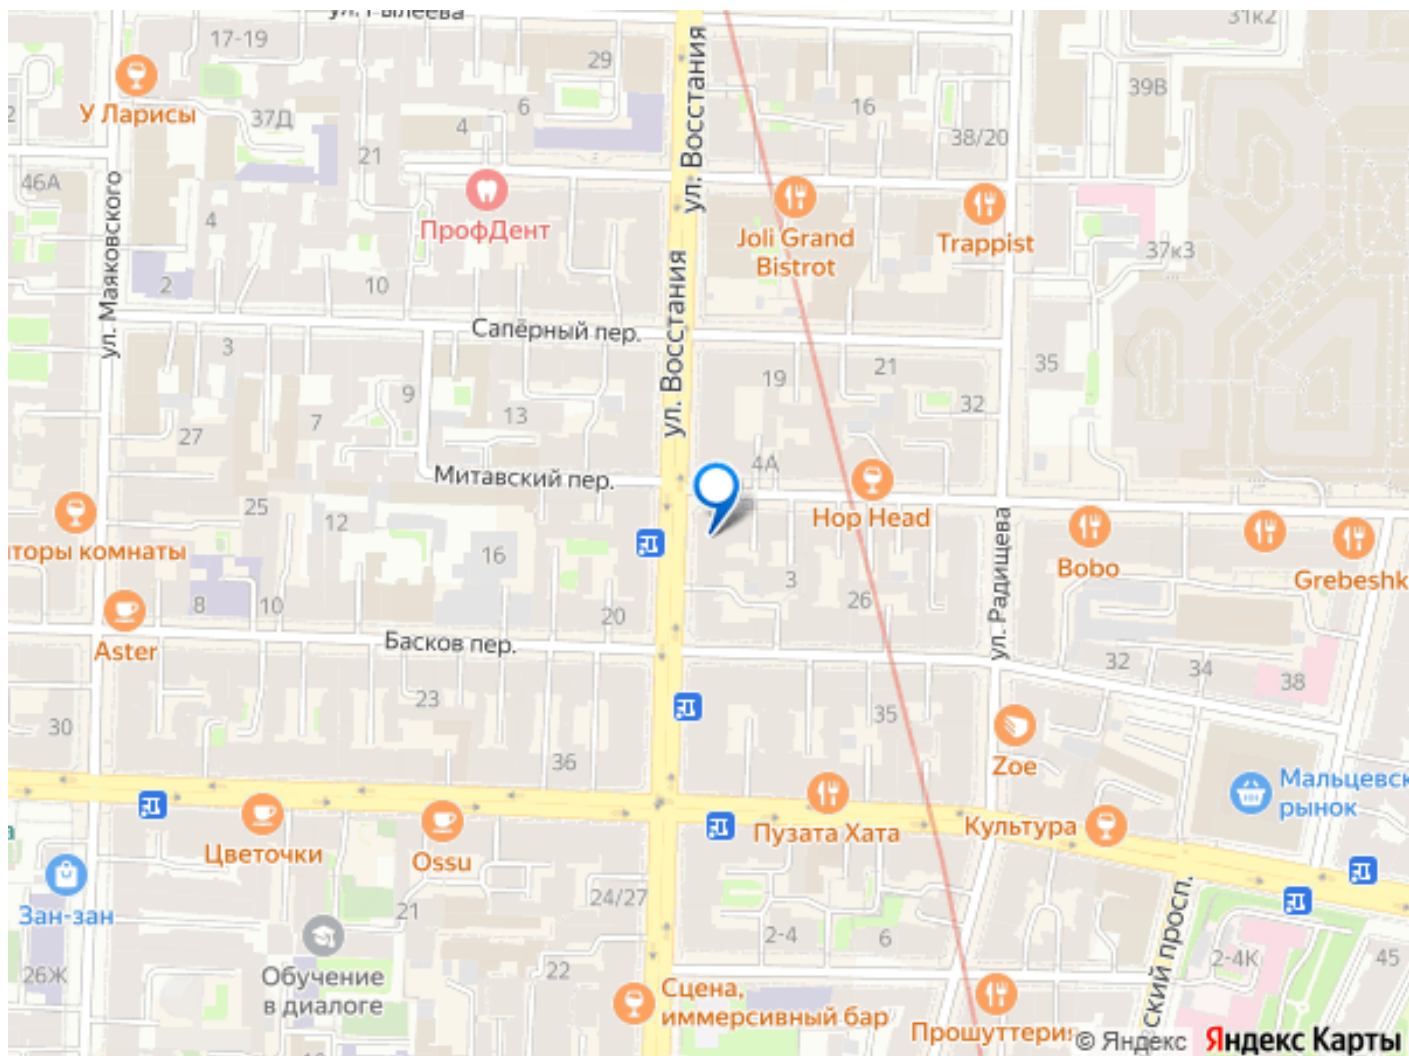 17-19
29
31к2
ул. Восстания
У Ларисы
37Д
4
6
16
38/20
39В
21
46А
ПрофДент
ул. Маяковского
4
Joli Grand
Bistrot
Trappist
37к3
2
10
Сапёрный пер.
ул. Восстания
3
9
7
13
19
21
32
35
27
Митавский пер.
4А
Hop Head
25
12
16
торы комнаты
8
10
20
3
26
ул. Радищева
Bobo
Grebeshk
Aster
Басков пер.
23
32
34
38
30
36
35
Zoe
Мальцевск
рынок
Цветочки
Ossu
Пузата Хата
Культура
Зан-зан
21
24/27
2-4
6
2-4К
45
26Ж
Обучение
в диалоге
22
Сцена,
иммерсивный бар
Прошуттери
ский просп.
© Яндекс
Яндекс Карты